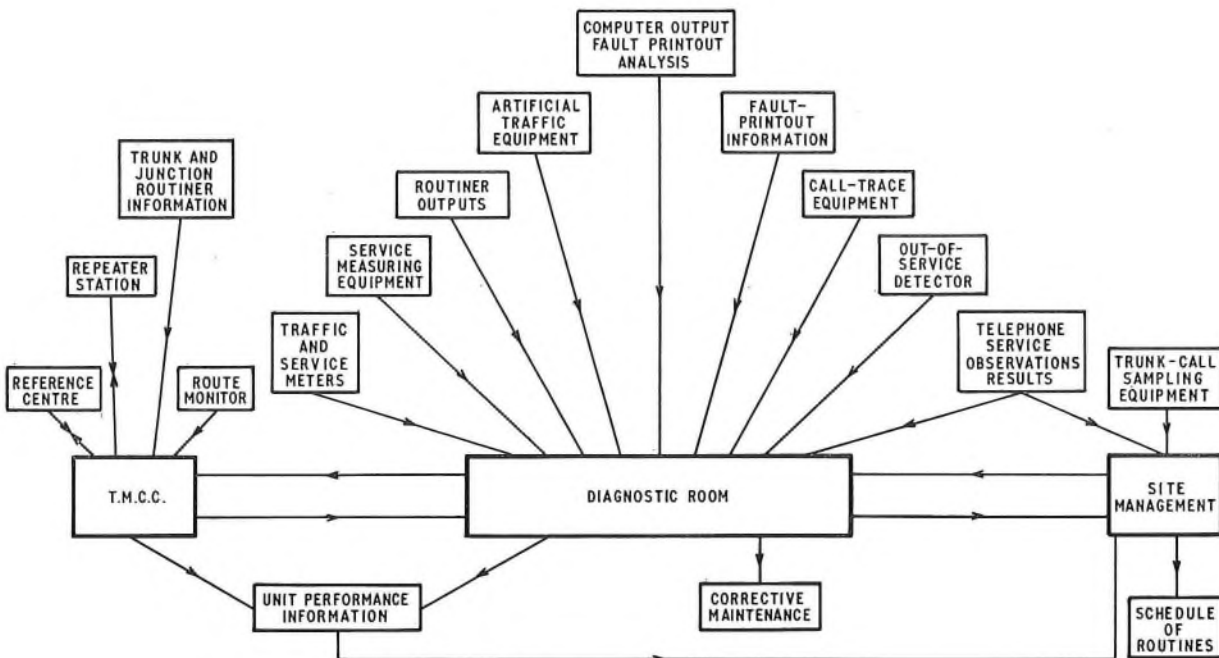 COMPUTER OUTPUT
FAULT PRINTOUT
ANALYSIS
ARTIFICIAL
TRAFFIC
EQUIPMENT
FAULT-
PRINTOUT
INFORMATION
TRUNK AND
JUNCTION
ROUTINER
INFORMATION
ROUTINER
OUTPUTS
CALL-TRACE
EQUIPMENT
REPEATER
STATION
SERVICE
MEASURING
EQUIPMENT
OUT-OF-
SERVICE
DETECTOR
TRAFFIC
AND
SERVICE
METERS
TELEPHONE
SERVICE
OBSERVATIONS
RESULTS
REFERENCE
CENTRE
ROUTE
MONITOR
TRUNK-CALL
SAMPLING
EQUIPMENT
T.M.C.C.
DIAGNOSTIC ROOM
SITE
MANAGEMENT
UNIT PERFORMANCE
INFORMATION
CORRECTIVE
MAINTENANCE
SCHEDULE
OF
ROUTINES